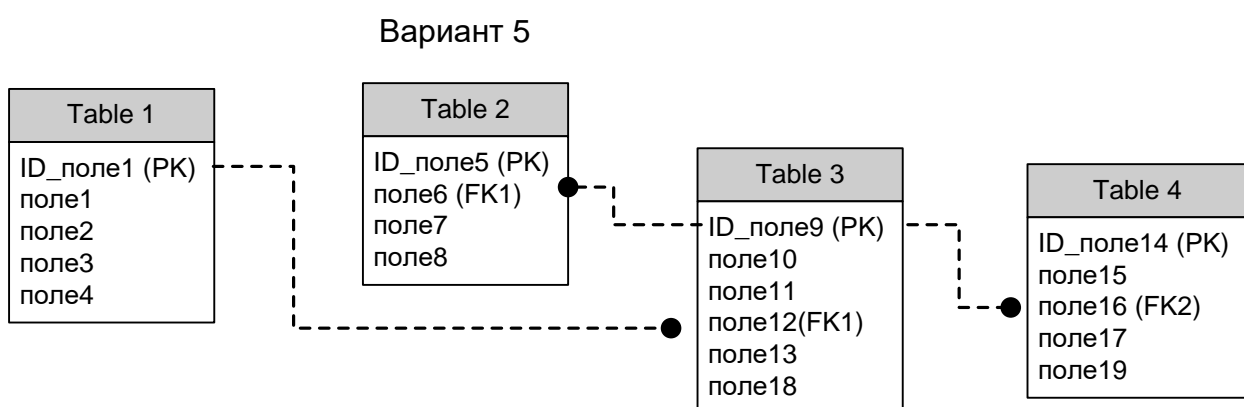 Вариант 5
Table 1
ID_поле1 (PK)
поле1
поле2
поле3
поле4
Table 2
ID_поле5 (PK)
поле6 (FK1)
поле7
поле8
Table 3
ID_поле9 (PK)
поле10
поле11
поле12(FK1)
поле13
поле18
Table 4
ID_поле14 (PK)
поле15
поле16 (FK2)
поле17
поле19